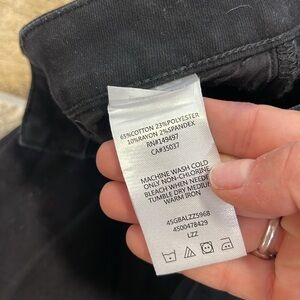 65%COTTON 23%POLYESTER
10%RAYON 2%SPANDEX
RN#149497
CA#35037
MACHINE WASH COLD
ONLY NON-CHLORINE
BLEACH WHEN NEEDED
TUMBLE DRY MEDIUM
WARM IRON
45GBALZZ5968
4500478429
LZZ